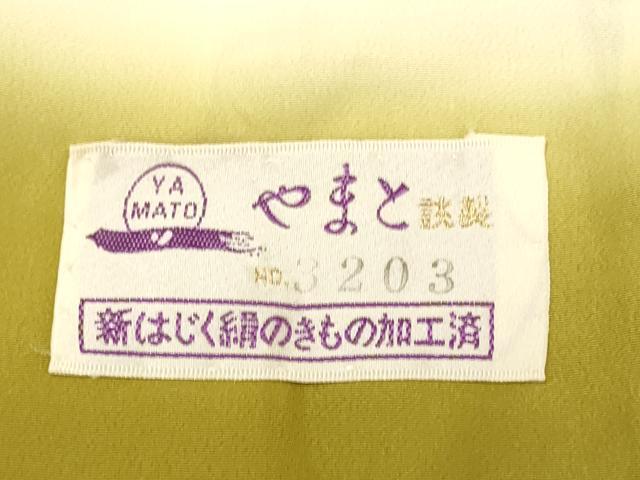 YA
MATO
やまと謹製
NO.3203
新はじく絹のきもの加工済